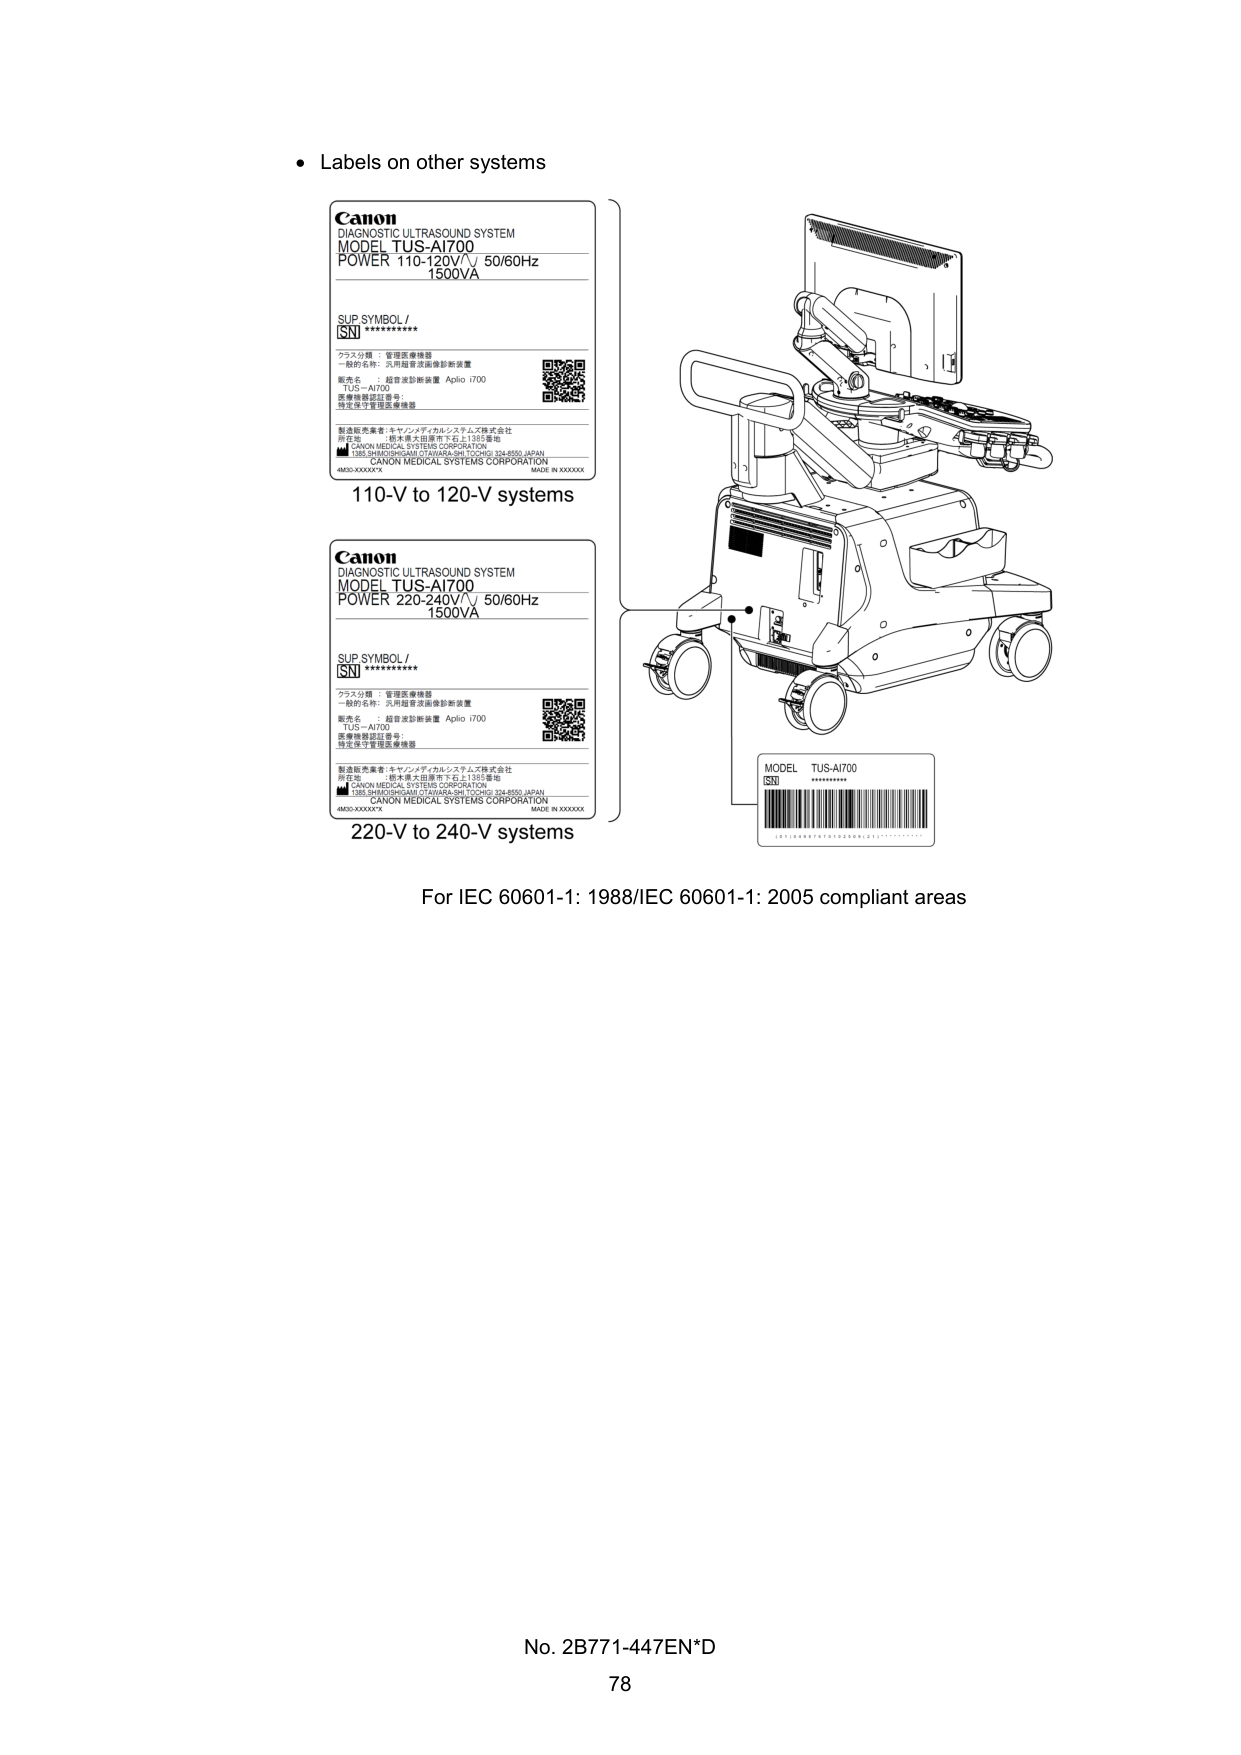 • Labels on other systems
Canon
DIAGNOSTIC ULTRASOUND SYSTEM
MODEL TUS-AI700
POWER 110-120V 50/60Hz
1500VA
SUP.SYMBOL /
SN **********
クラス分類 : 管理医療機器
一般的名称: 汎用超音波画像診断装置
販売名 : 超音波診断装置 Aplio i700
TUS-AI700
医療機器認証番号:
特定保守管理医療機器
製造販売業者:キヤノンメディカルシステムズ株式会社
所在地 :栃木県大田原市下石上1385番地
CANON MEDICAL SYSTEMS CORPORATION
1385,SHIMOISHIGAMI,OTAWARA-SHI,TOCHIGI 324-8550,JAPAN
CANON MEDICAL SYSTEMS CORPORATION
4M30-XXXXX*X MADE IN XXXXXX
110-V to 120-V systems
Canon
DIAGNOSTIC ULTRASOUND SYSTEM
MODEL TUS-AI700
POWER 220-240V 50/60Hz
1500VA
SUP.SYMBOL /
SN **********
クラス分類 : 管理医療機器
一般的名称: 汎用超音波画像診断装置
販売名 : 超音波診断装置 Aplio i700
TUS-AI700
医療機器認証番号:
特定保守管理医療機器
製造販売業者:キヤノンメディカルシステムズ株式会社
所在地 :栃木県大田原市下石上1385番地
CANON MEDICAL SYSTEMS CORPORATION
1385,SHIMOISHIGAMI,OTAWARA-SHI,TOCHIGI 324-8550,JAPAN
CANON MEDICAL SYSTEMS CORPORATION
4M30-XXXXX*X MADE IN XXXXXX
220-V to 240-V systems
MODEL TUS-AI700
SN **********
For IEC 60601-1: 1988/IEC 60601-1: 2005 compliant areas
No. 2B771-447EN*D
78